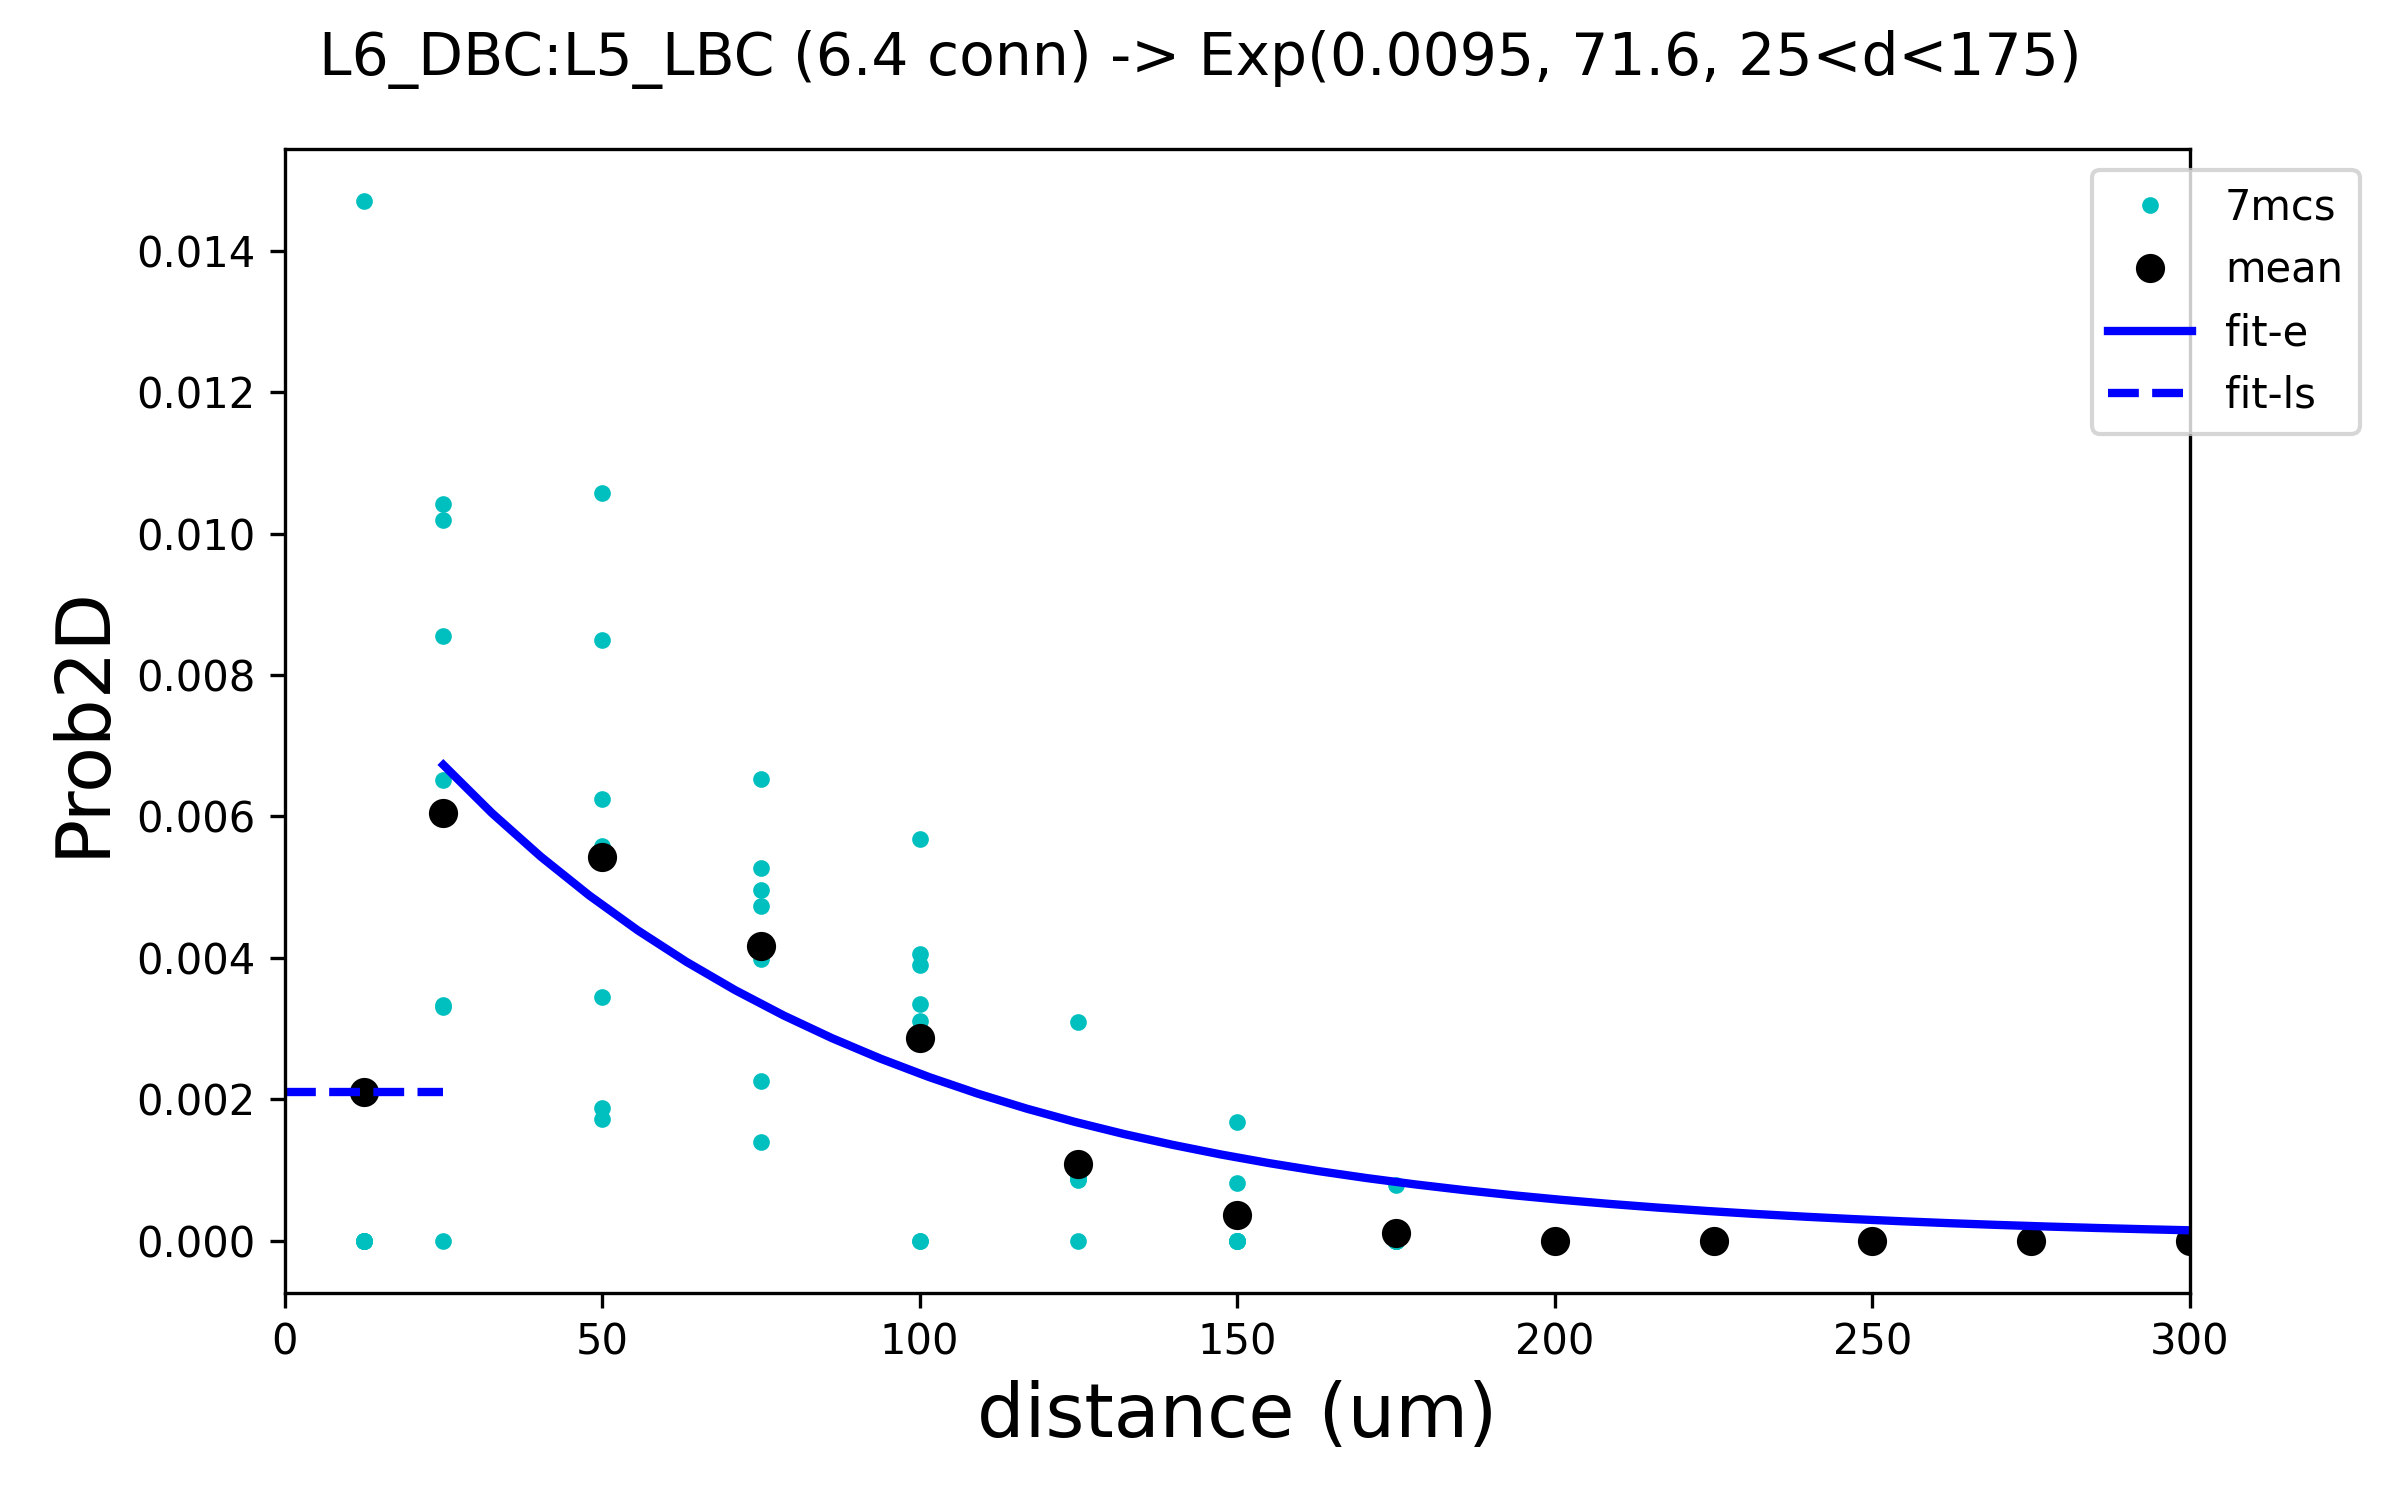 L6_DBC:L5_LBC (6.4 conn) -> Exp(0.0095, 71.6, 25<d<175)
7mcs
mean
fit-e
fit-ls
Prob2D
0.014
0.012
0.010
0.008
0.006
0.004
0.002
0.000
0 50 100 150 200 250 300
distance (um)